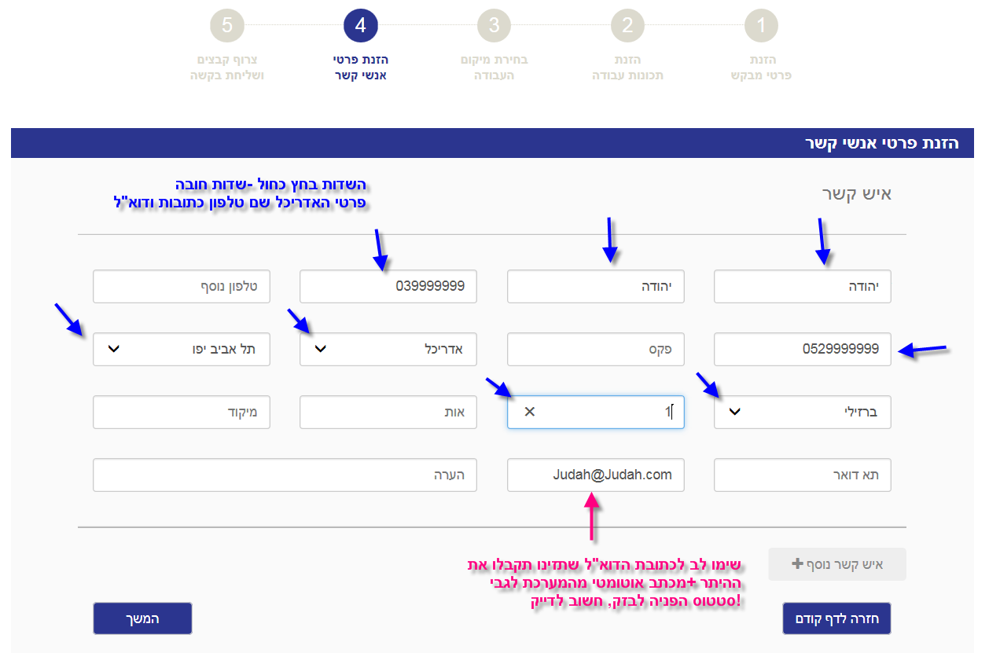 1
2
3
4
5
הזנת
פרטי מבקש
הזנת
תכונות עבודה
בחירת מיקום
העבודה
הזנת פרטי
אנשי קשר
צרוף קבצים
ושליחת בקשה
הזנת פרטי אנשי קשר
איש קשר
השדות בחץ כחול -שדות חובה
פרטי האדריכל שם טלפון כתובות ודוא"ל
יהודה
יהודה
039999999
טלפון נוסף
0529999999
פקס
אדריכל
תל אביב יפו
ברזילי
1
אות
מיקוד
תא דואר
Judah@Judah.com
הערה
שימו לב לכתובת הדוא"ל שתזינו תקבלו את
ההיתר +מכתב אוטומטי מהמערכת לגבי
סטטוס הפניה לבזק, חשוב לדייק!
איש קשר נוסף +
חזרה לדף קודם
המשך